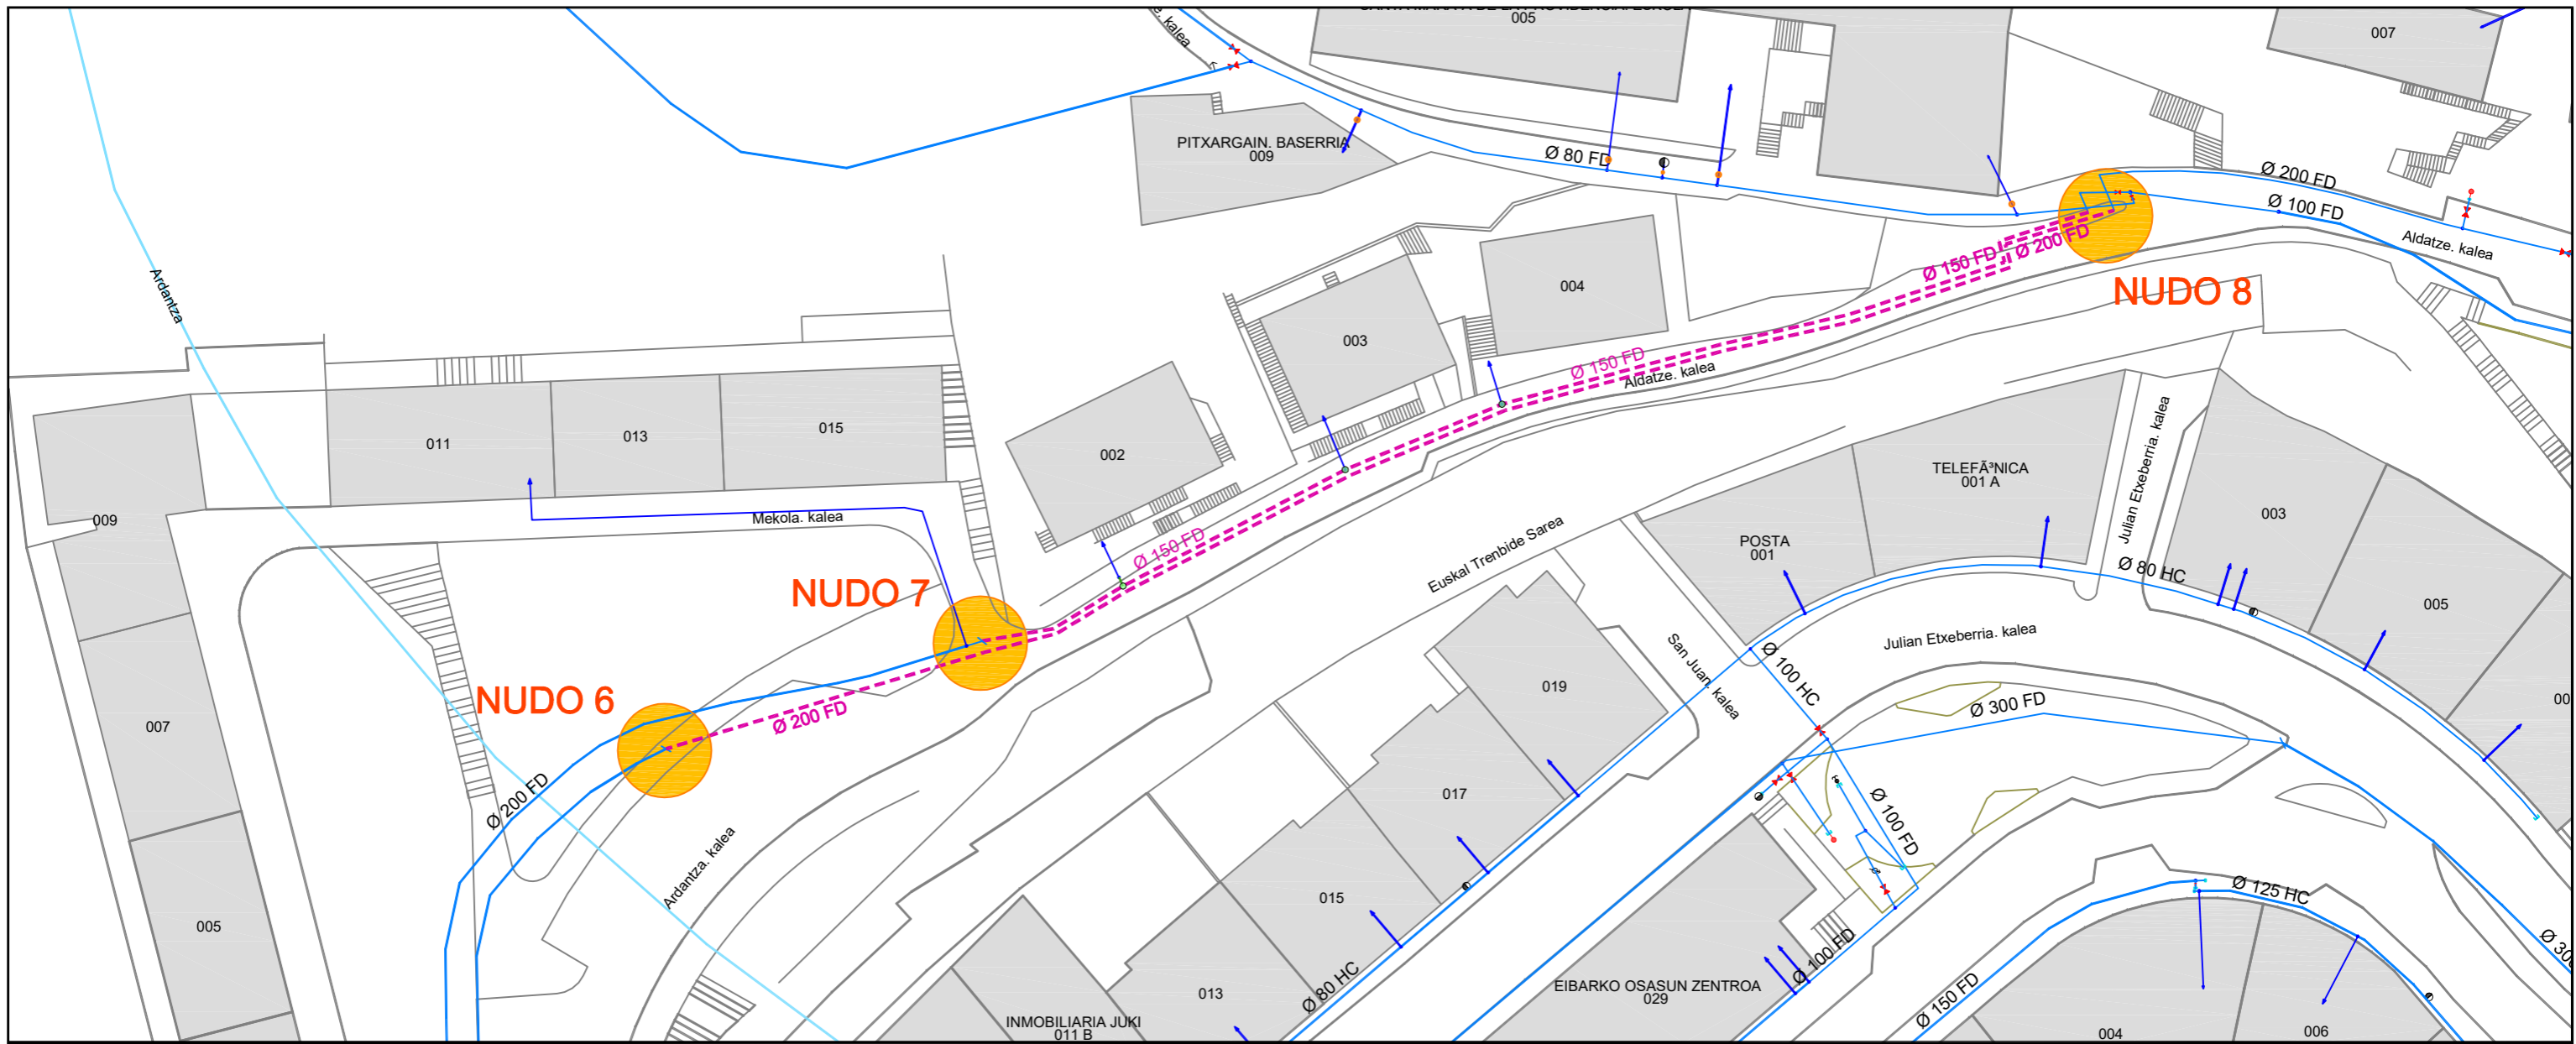 005
007
e. kalea
PITXARGAIN. BASERRIA
009
Ø 80 FD
Ø 200 FD
Ø 100 FD
Aldatze. kalea
Ø 150 FD
Ø 200 FD
NUDO 8
Ardantza
004
003
Ø 150 FD
Aldatze. kalea
011
013
015
002
009
Mekola. kalea
Ø 150 FD
NUDO 7
Euskal Trenbide Sarea
POSTA
001
TELEFÃ³NICA
001 A
Julian Etxeberria. kalea
003
Ø 80 HC
005
00
Julian Etxeberria. kalea
San Juan. kalea
Ø 100 HC
Ø 300 FD
019
NUDO 6
Ø 200 FD
007
Ø 200 FD
017
Ø 100 FD
Ardantza. kalea
005
015
Ø 125 HC
Ø 300
013
Ø 80 HC
INMOBILIARIA JUKI
011 B
EIBARKO OSASUN ZENTROA
029
Ø 100 FD
Ø 150 FD
004
006